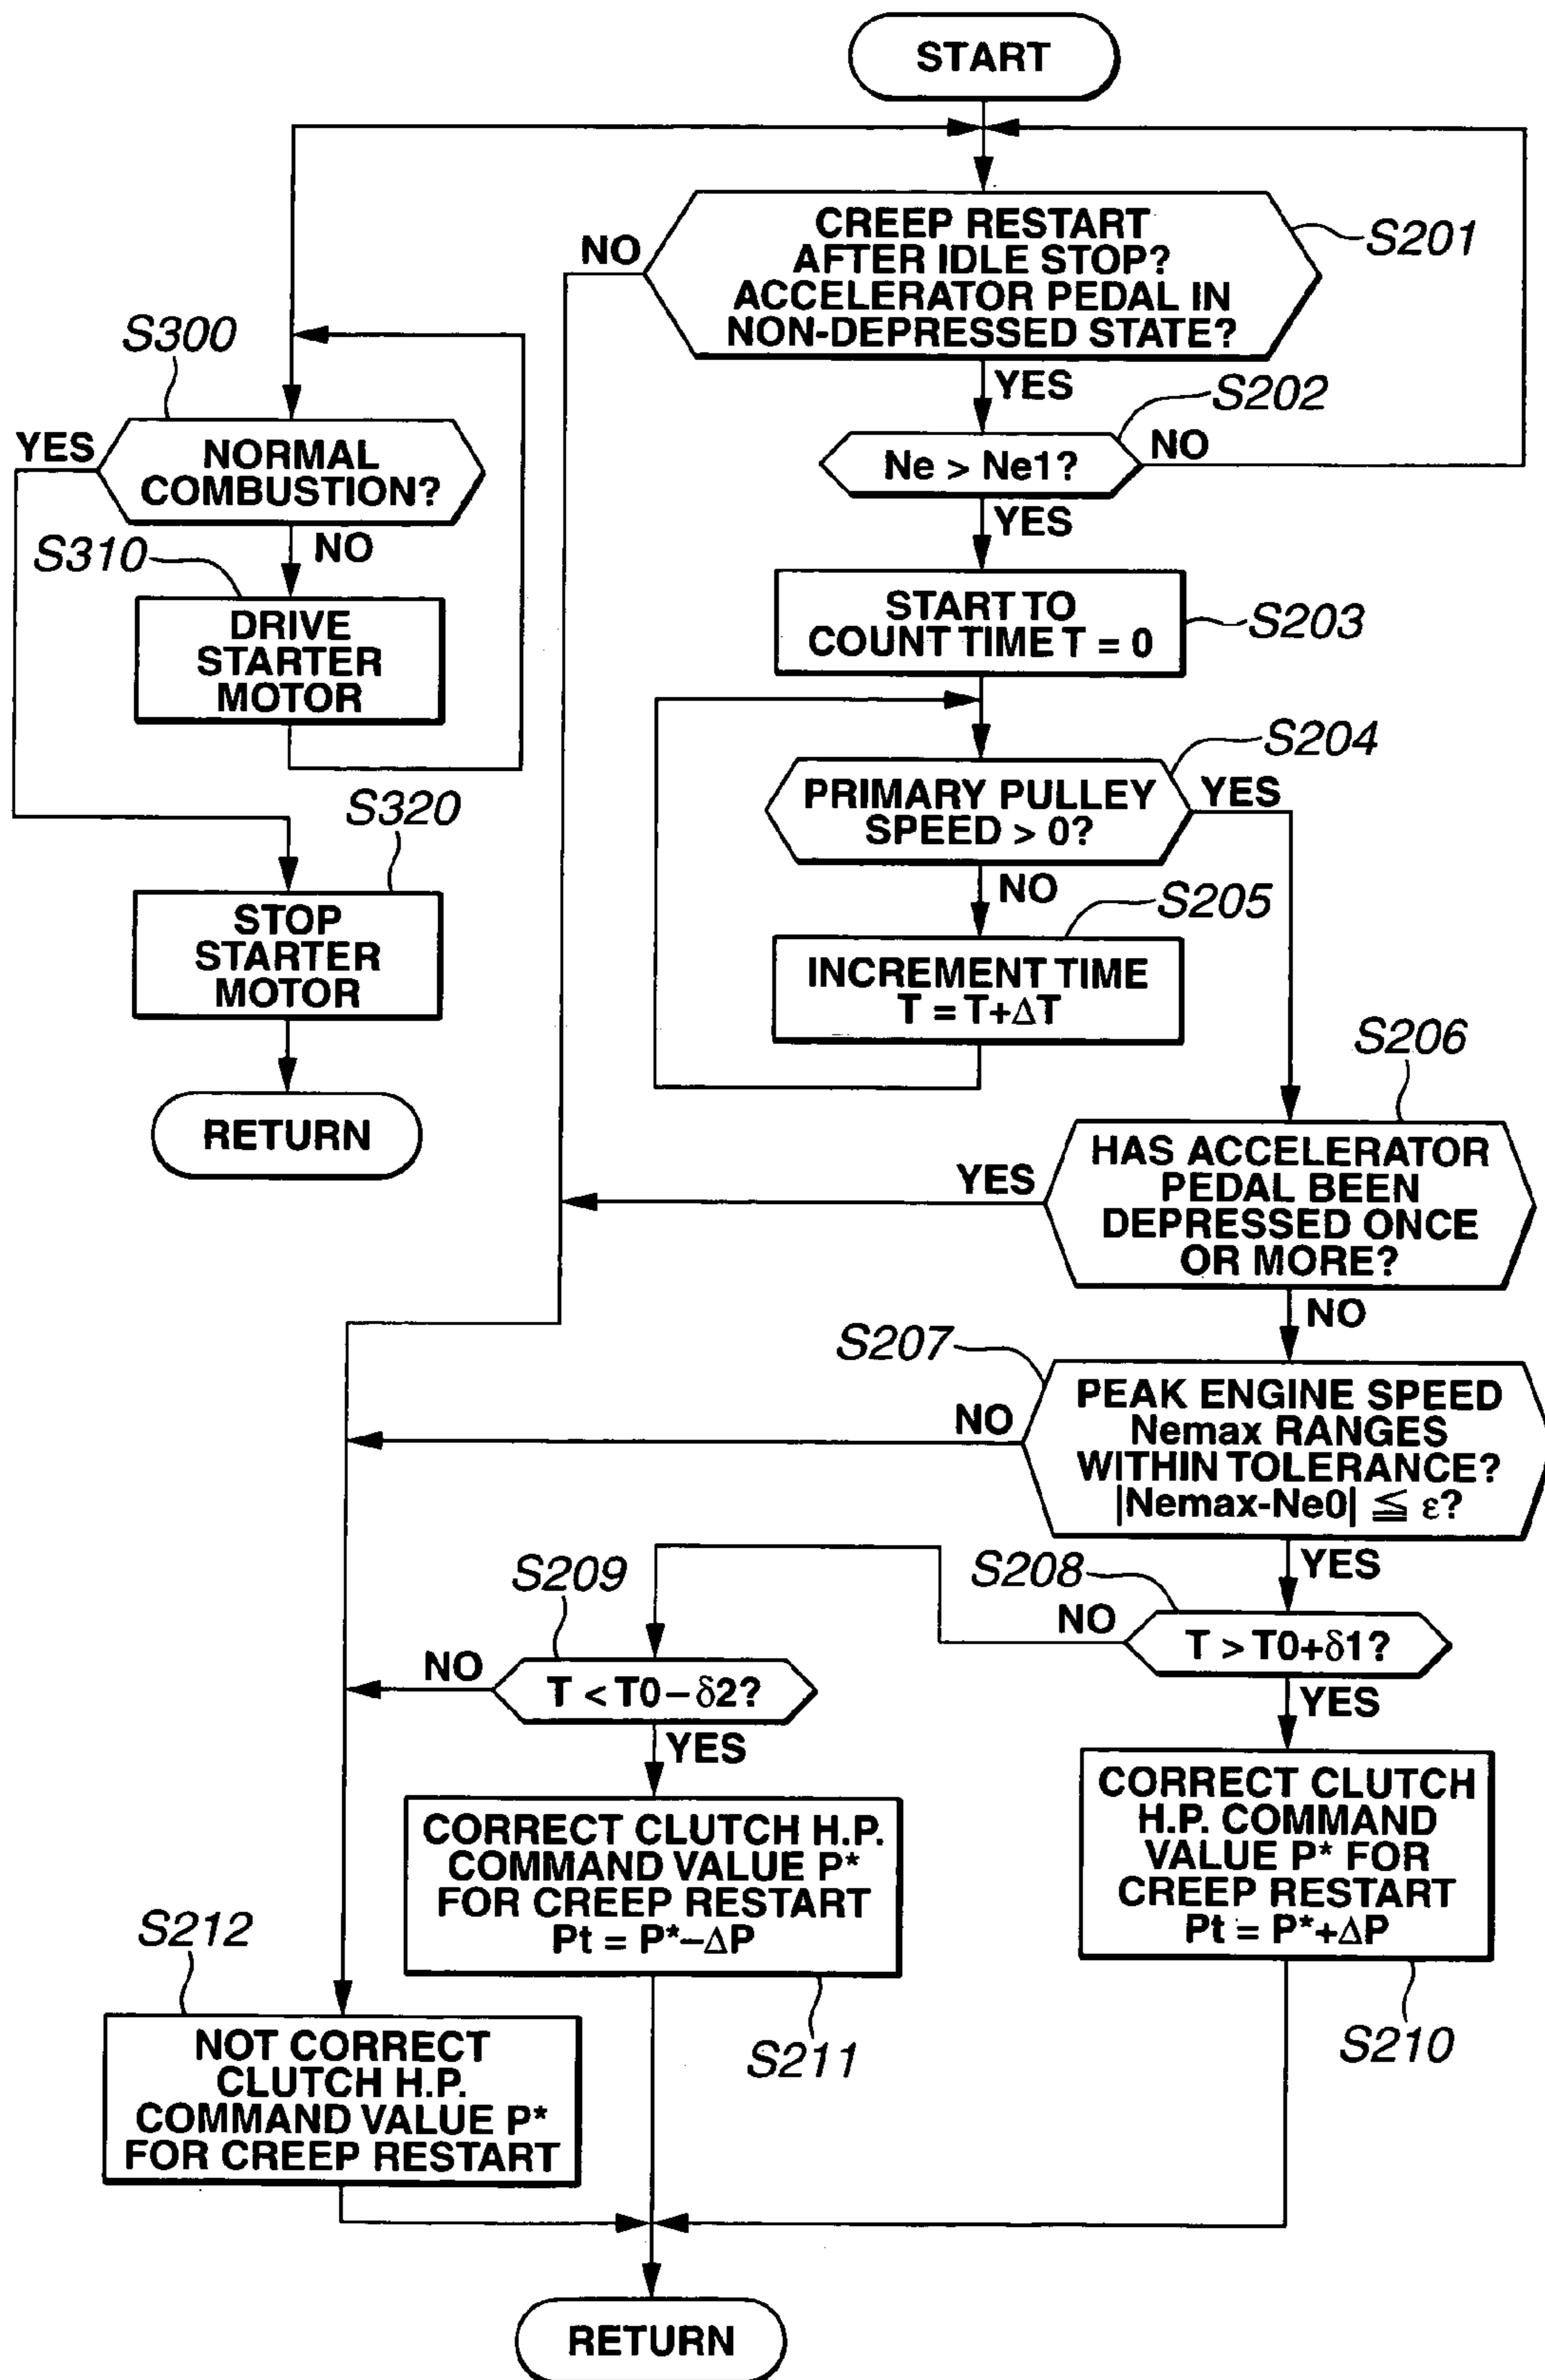 START
CREEP RESTART
AFTER IDLE STOP?
ACCELERATOR PEDAL IN
NON-DEPRESSED STATE?
S201
NO
YES
S202
Ne > Ne1?
NO
YES
START TO
COUNT TIME T = 0
S203
S204
PRIMARY PULLEY
SPEED > 0?
YES
NO
S205
INCREMENT TIME
T = T+ΔT
S300
YES
NORMAL
COMBUSTION?
NO
S310
DRIVE
STARTER
MOTOR
S320
STOP
STARTER
MOTOR
RETURN
S206
HAS ACCELERATOR
PEDAL BEEN
DEPRESSED ONCE
OR MORE?
YES
NO
S207
PEAK ENGINE SPEED
Nemax RANGES
WITHIN TOLERANCE?
|Nemax-Ne0| ≦ ε?
NO
YES
S208
T > T0+δ1?
NO
YES
S209
T < T0−δ2?
NO
YES
CORRECT CLUTCH
H.P. COMMAND
VALUE P* FOR
CREEP RESTART
Pt = P*+ΔP
S210
CORRECT CLUTCH H.P.
COMMAND VALUE P*
FOR CREEP RESTART
Pt = P*−ΔP
S211
S212
NOT CORRECT
CLUTCH H.P.
COMMAND VALUE P*
FOR CREEP RESTART
RETURN